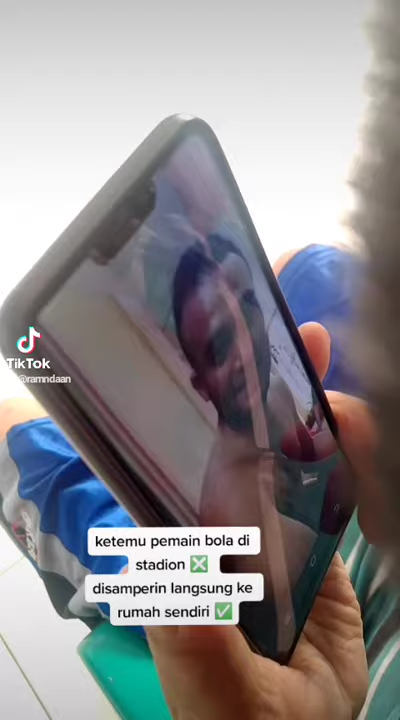 TikTok
@ramndaan
ketemu pemain bola di
stadion ❎
disamperin langsung ke
rumah sendiri ✅